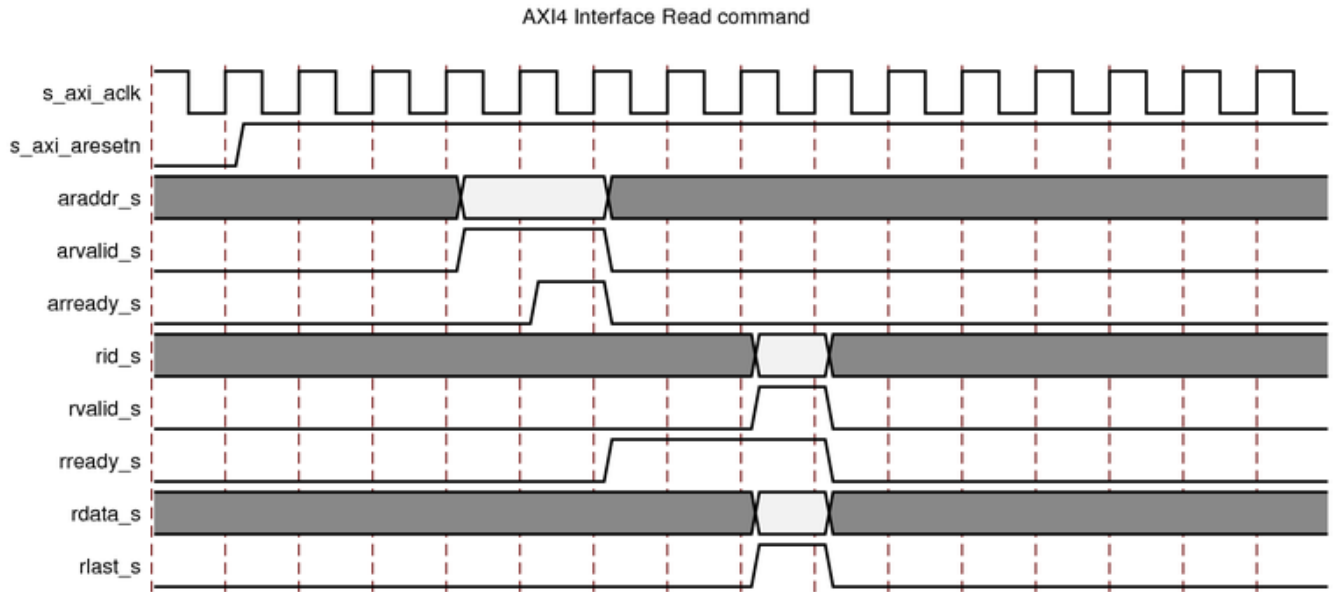 AXI4 Interface Read command
s_axi_aclk
s_axi_aresetn
araddr_s
arvalid_s
arready_s
rid_s
rvalid_s
rready_s
rdata_s
rlast_s